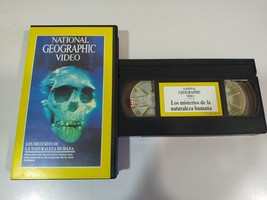 NATIONAL
GEOGRAPHIC
VIDEO
LOS MISTERIOS DE
LA NATURALEZA HUMANA
NATIONAL
GEOGRAPHIC
VIDEO
Los misterios de la
naturaleza humana